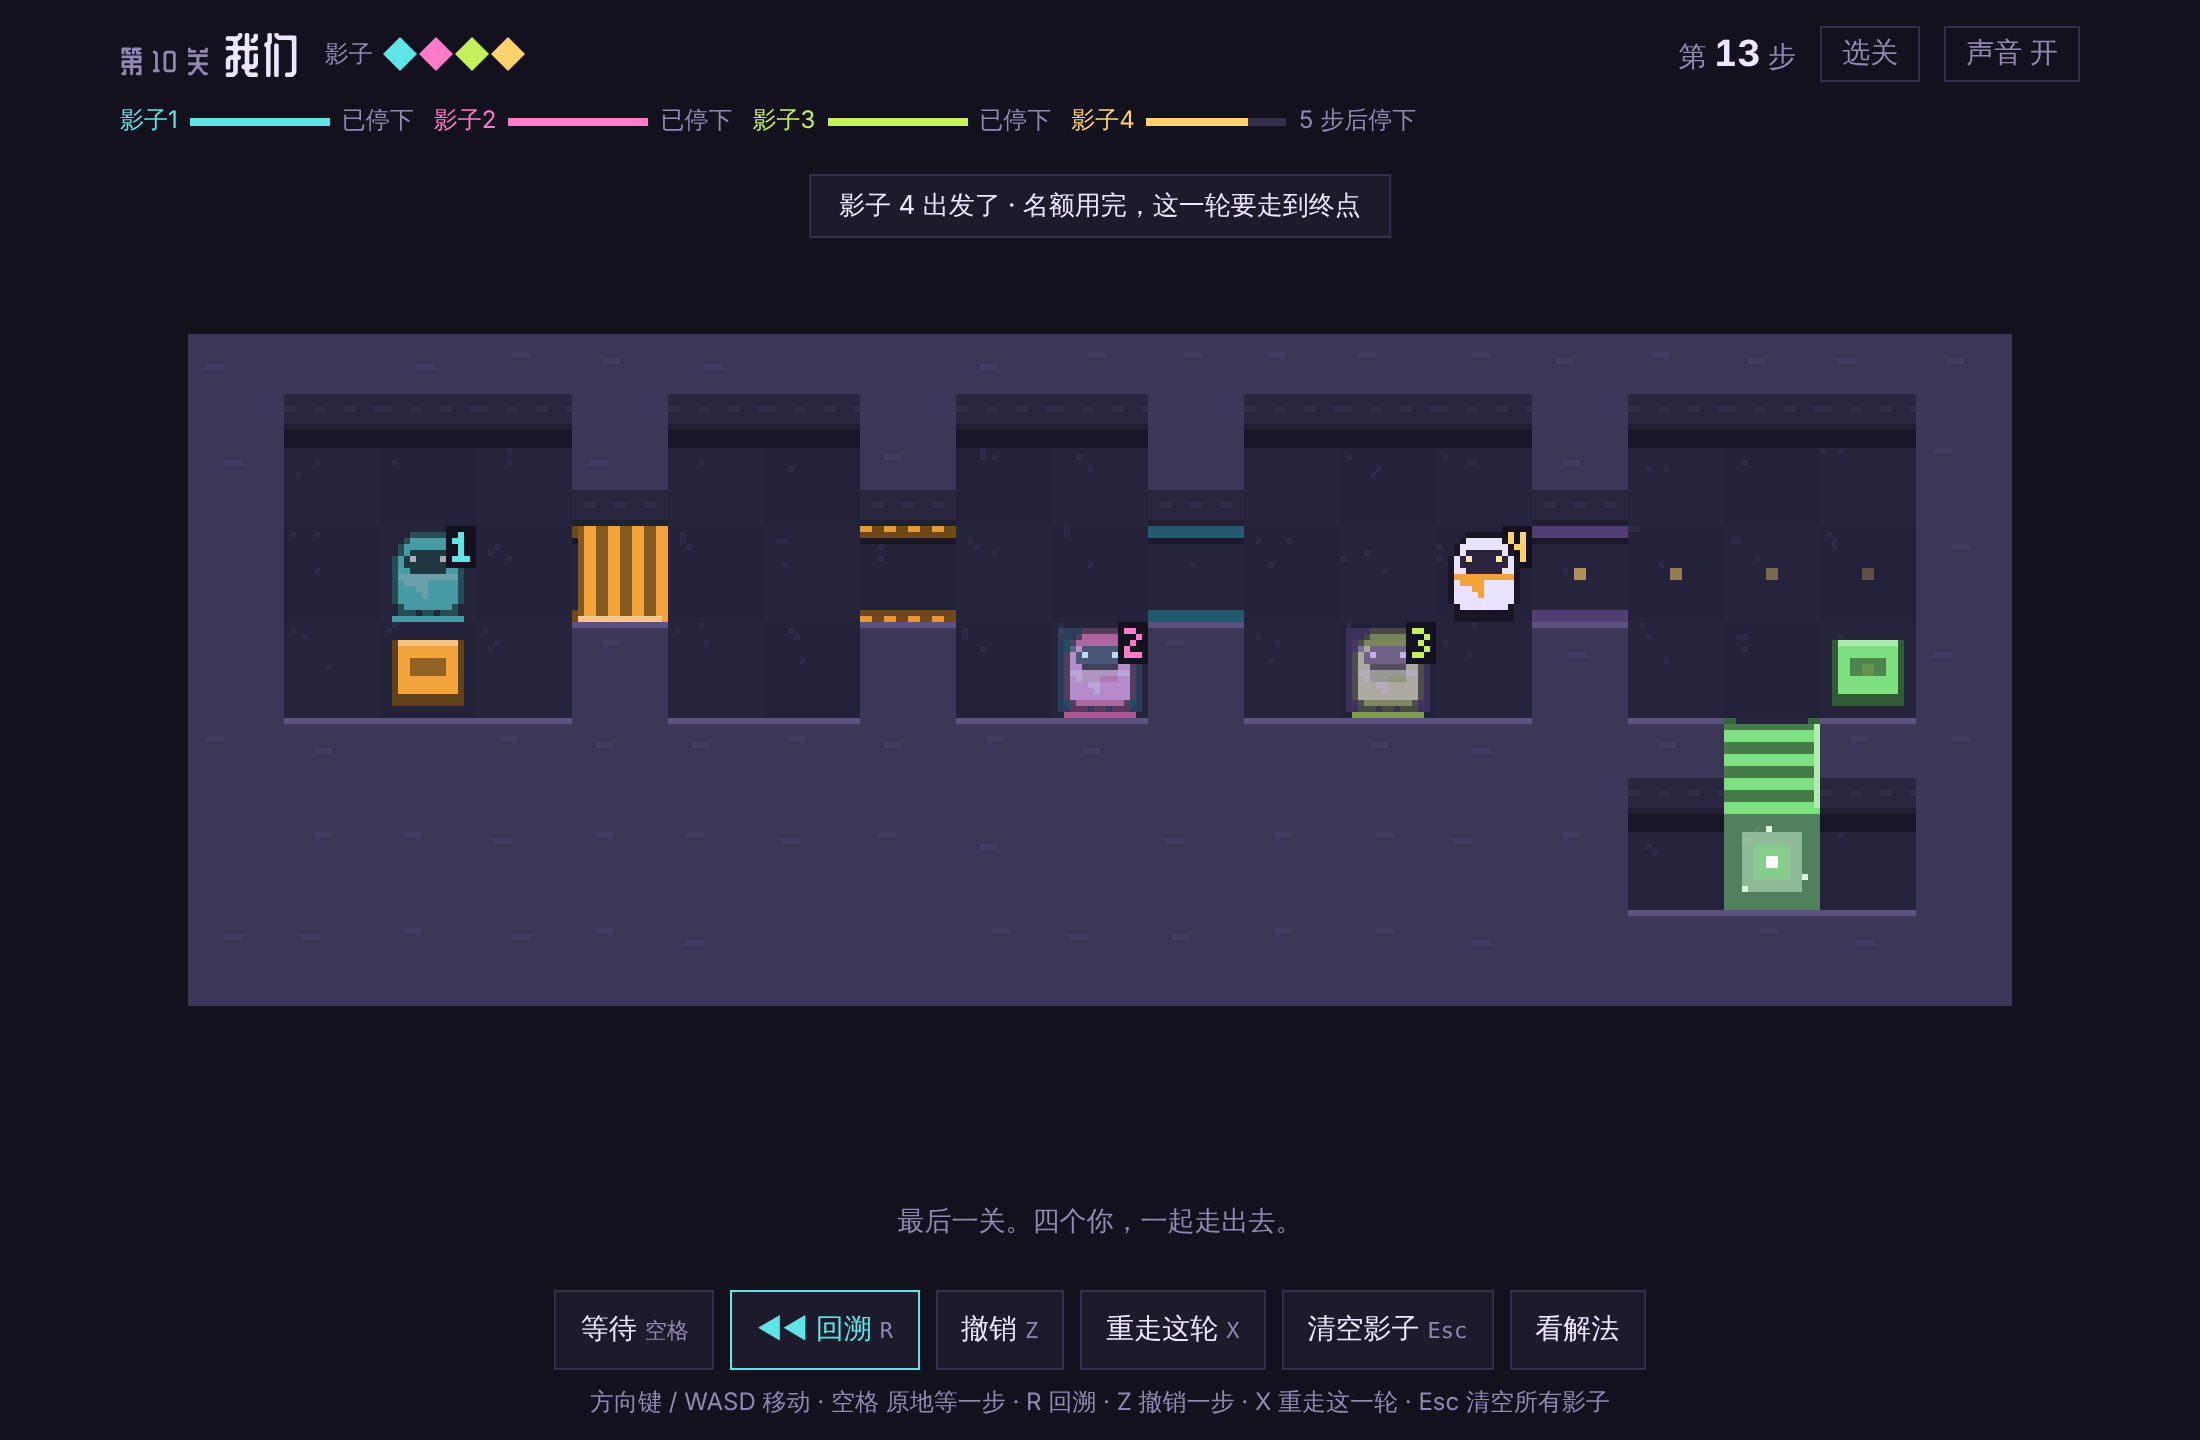 第 10 关 我们 影子 第 13 步 选关 声音 开
影子1 已停下 影子2 已停下 影子3 已停下 影子4 5 步后停下
影子 4 出发了 · 名额用完，这一轮要走到终点
1 4
2 3
最后一关。四个你，一起走出去。
等待 空格 ◀◀ 回溯 R 撤销 Z 重走这轮 X 清空影子 Esc 看解法
方向键 / WASD 移动 · 空格 原地等一步 · R 回溯 · Z 撤销一步 · X 重走这一轮 · Esc 清空所有影子